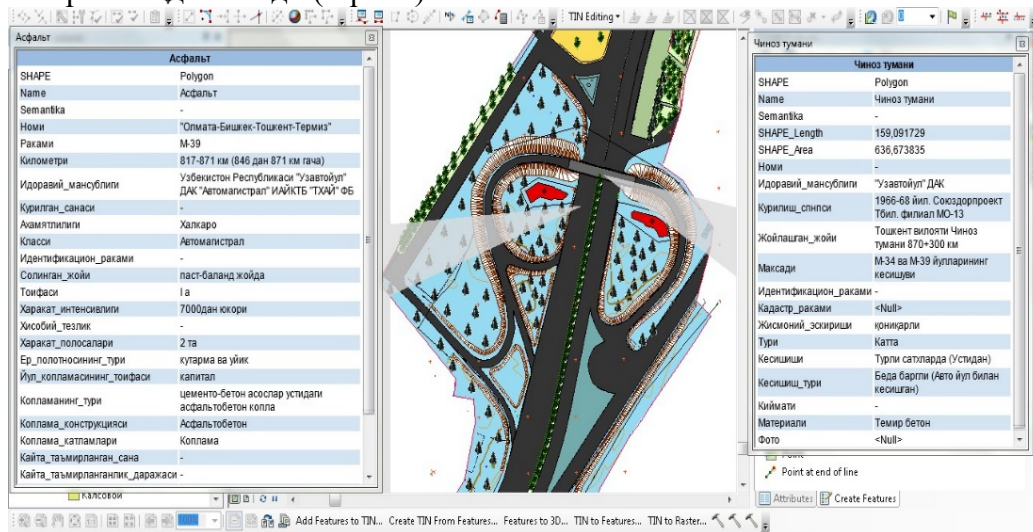 TIN Editing
Асфальт
Асфальт
SHAPE Polygon
Name Асфальт
Semantika -
Номи "Олмата-Бишкек-Тошкент-Термиз"
Раками М-39
Километри 817-871 км (846 дан 871 км гача)
Идоравий_мансублиги Узбекистон Республикаси "Узавтойул"
ДАК "Автомагистрал" ИАЙКТБ "ТХАЙ" ФБ
Курилган_санаси -
Ахамятлилиги Халкаро
Класси Автомагистрал
Идентификацион_раками -
Солинган_жойи паст-баланд жойда
Тоифаси I а
Харакат_интенсивлиги 7000дан юкори
Хисобий_тезлик -
Харакат_полосалари 2 та
Ер_полотносининг_тури кутарма ва уйик
Йул_копламасининг_тоифаси капитал
Копламанинг_тури цементо-бетон асослар устидаги
асфальтобетон копла
Коплама_конструкцияси Асфальтобетон
Коплама_катламлари Коплама
Кайта_таъмирланган_сана -
Кайта_таъмирланганлик_даражаси -
Чиноз тумани
Чиноз тумани
SHAPE Polygon
Name Чиноз тумани
Semantika -
SHAPE_Length 159,091729
SHAPE_Area 636,673835
Номи -
Идоравий_мансублиги "Узавтойул" ДАК
Курилиш_спнпси 1966-68 йил. Союздорпроект
Тбил. филиал МО-13
Жойлашган_жойи Тошкент вилояти Чиноз
тумани 870+300 км
Максади М-34 ва М-39 йулларининг
кесишуви
Идентификацион_раками -
Кадастр_раками <Null>
Жисмоний_эскириши қониқарли
Тури Катта
Кесишиши Турли сатхларда (Устидан)
Кесишиш_тури Беда баргли (Авто йул билан
кесишган)
Киймати -
Материали Темир бетон
Фото <Null>
Point at end of line
Attributes Create Features
Калсовой
Add Features to TIN... Create TIN From Features... Features to 3D... TIN to Features... TIN to Raster...